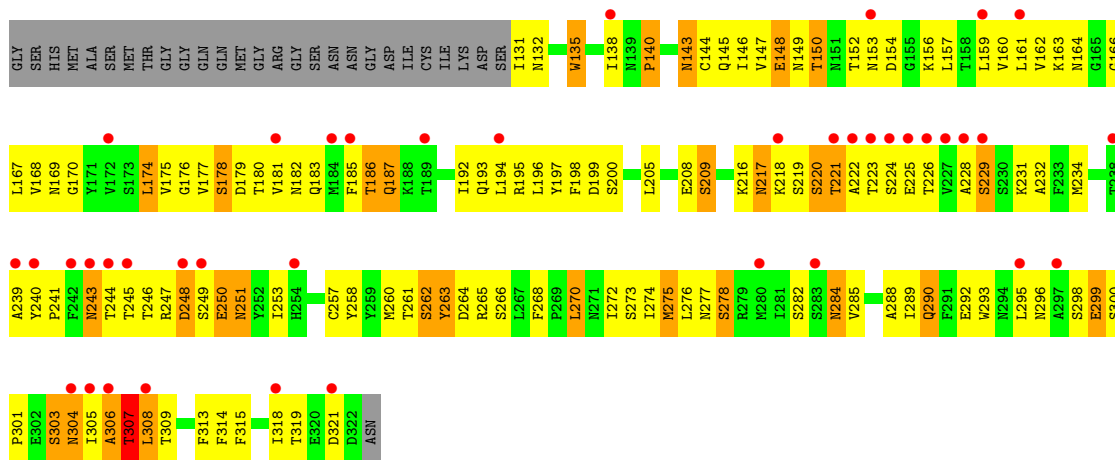 GLY SER HIS MET ALA SER MET THR GLY GLY GLN GLN MET GLY ARG GLY SER ASN ASN GLY ASP ILE CYS ILE LYS ASP SER I131 N132 W135 I138 N139 P140 N143 C144 Q145 I146 V147 E148 N149 T150 N151 T152 N153 D154 G155 K156 L157 T158 L159 V160 L161 V162 K163 N164 G165 G166
L167 V168 N169 G170 Y171 V172 S173 L174 V175 G176 V177 S178 D179 T180 V181 N182 Q183 M184 F185 T186 Q187 K188 T189 I192 Q193 L194 R195 L196 Y197 F198 D199 S200 L205 E208 S209 K216 N217 K218 S219 S220 T221 A222 T223 S224 E225 T226 V227 A228 S229 S230 K231 A232 F233 M234 T238
A239 Y240 P241 F242 N243 T244 T245 T246 R247 D248 S249 E250 N251 Y252 I253 H254 C257 Y258 Y259 M260 T261 S262 Y263 D264 R265 S266 L267 F268 P269 L270 N271 I272 S273 I274 M275 L276 N277 S278 R279 M280 I281 S282 S283 N284 V285 A288 I289 Q290 F291 E292 W293 N294 L295 N296 A297 S298 E299 S300
P301 E302 S303 N304 I305 A306 T307 L308 T309 F313 F314 F315 I318 T319 E320 D321 D322 ASN